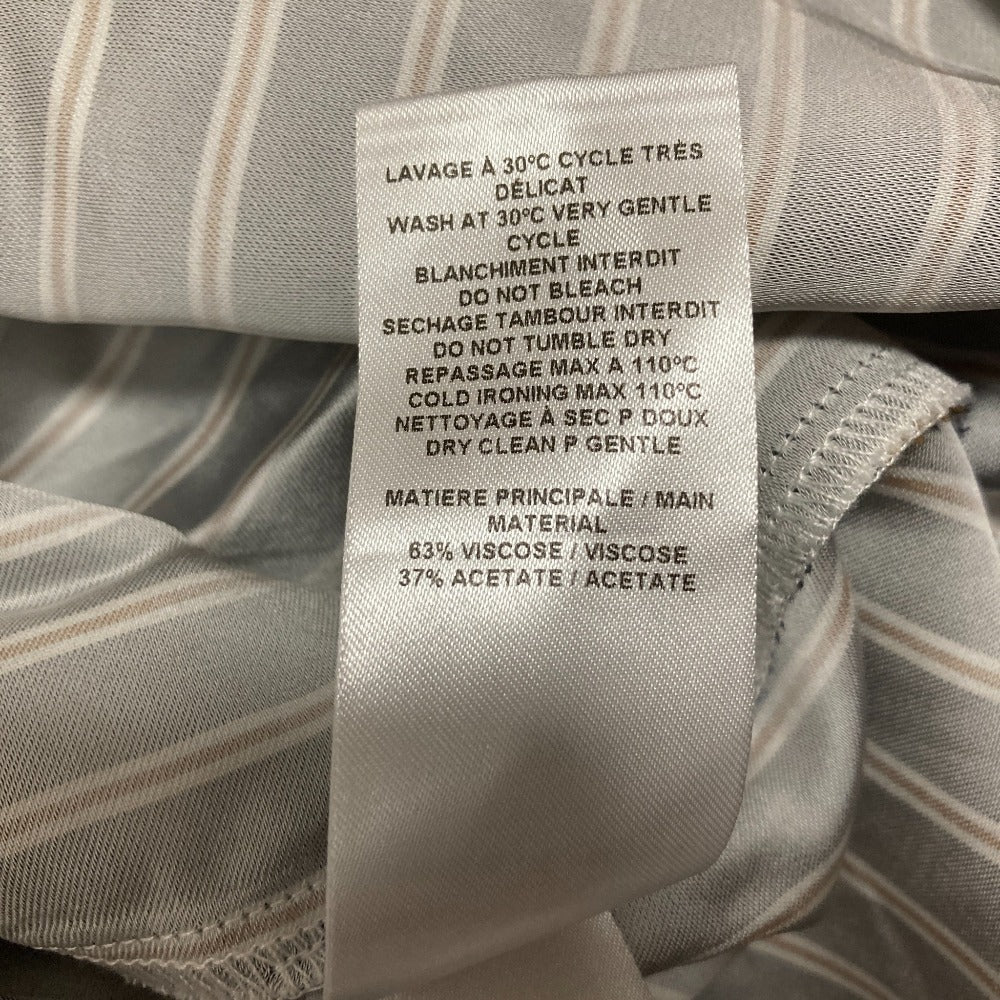 LAVAGE À 30°C CYCLE TRÈS
DÉLICAT
WASH AT 30°C VERY GENTLE
CYCLE
BLANCHIMENT INTERDIT
DO NOT BLEACH
SECHAGE TAMBOUR INTERDIT
DO NOT TUMBLE DRY
REPASSAGE MAX A 110°C
COLD IRONING MAX 110°C
NETTOYAGE À SEC P DOUX
DRY CLEAN P GENTLE
MATIERE PRINCIPALE / MAIN
MATERIAL
63% VISCOSE / VISCOSE
37% ACETATE / ACETATE